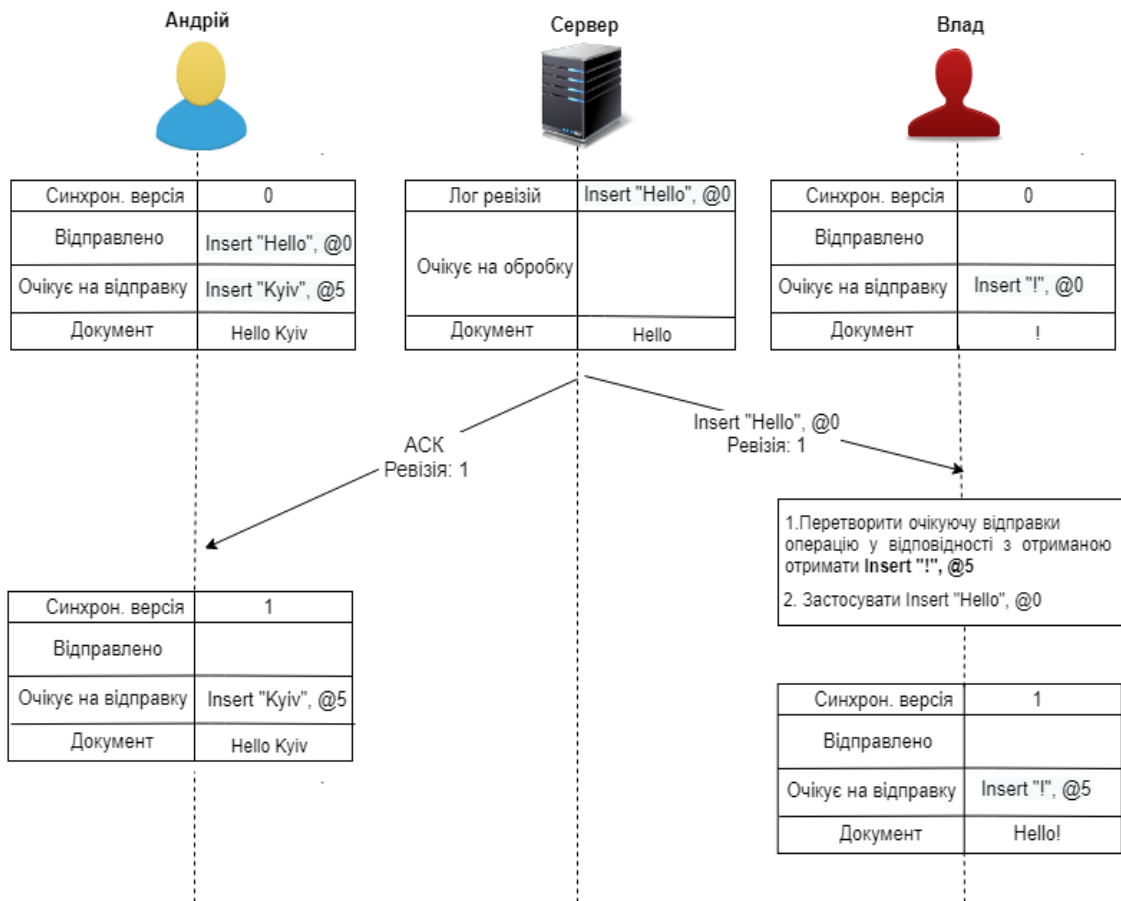 Андрій
Сервер
Влад
Синхрон. версія 0
Відправлено Insert "Hello", @0
Очікує на відправку Insert "Kyiv", @5
Документ Hello Kyiv
Лог ревізій Insert "Hello", @0
Очікує на обробку
Документ Hello
Синхрон. версія 0
Відправлено
Очікує на відправку Insert "!", @0
Документ !
ACK
Ревізія: 1
Insert "Hello", @0
Ревізія: 1
1.Перетворити очікуючу відправки
операцію у відповідності з отриманою
отримати Insert "!", @5
2. Застосувати Insert "Hello", @0
Синхрон. версія 1
Відправлено
Очікує на відправку Insert "Kyiv", @5
Документ Hello Kyiv
Синхрон. версія 1
Відправлено
Очікує на відправку Insert "!", @5
Документ Hello!